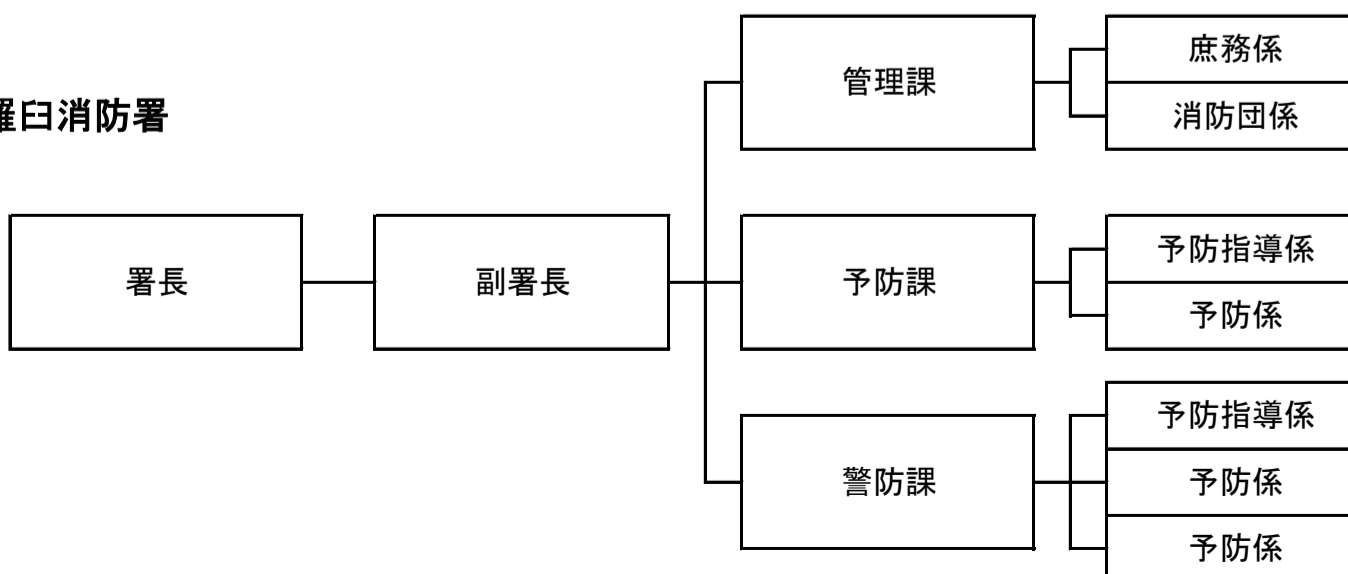 羅臼消防署
署長
副署長
管理課
庶務係
消防団係
予防課
予防指導係
予防係
警防課
予防指導係
予防係
予防係